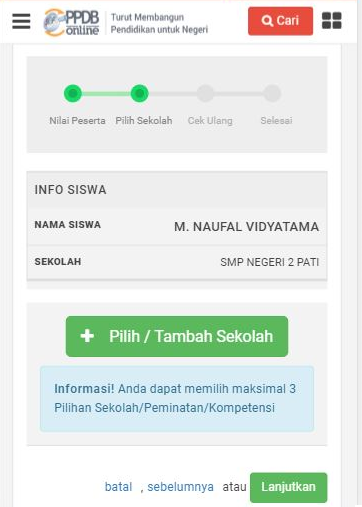 PPDB online
Turut Membangun
Pendidikan untuk Negeri
Cari
Nilai Peserta Pilih Sekolah Cek Ulang Selesai
INFO SISWA
NAMA SISWA M. NAUFAL VIDYATAMA
SEKOLAH SMP NEGERI 2 PATI
+ Pilih / Tambah Sekolah
Informasi! Anda dapat memilih maksimal 3
Pilihan Sekolah/Peminatan/Kompetensi
batal , sebelumnya atau Lanjutkan